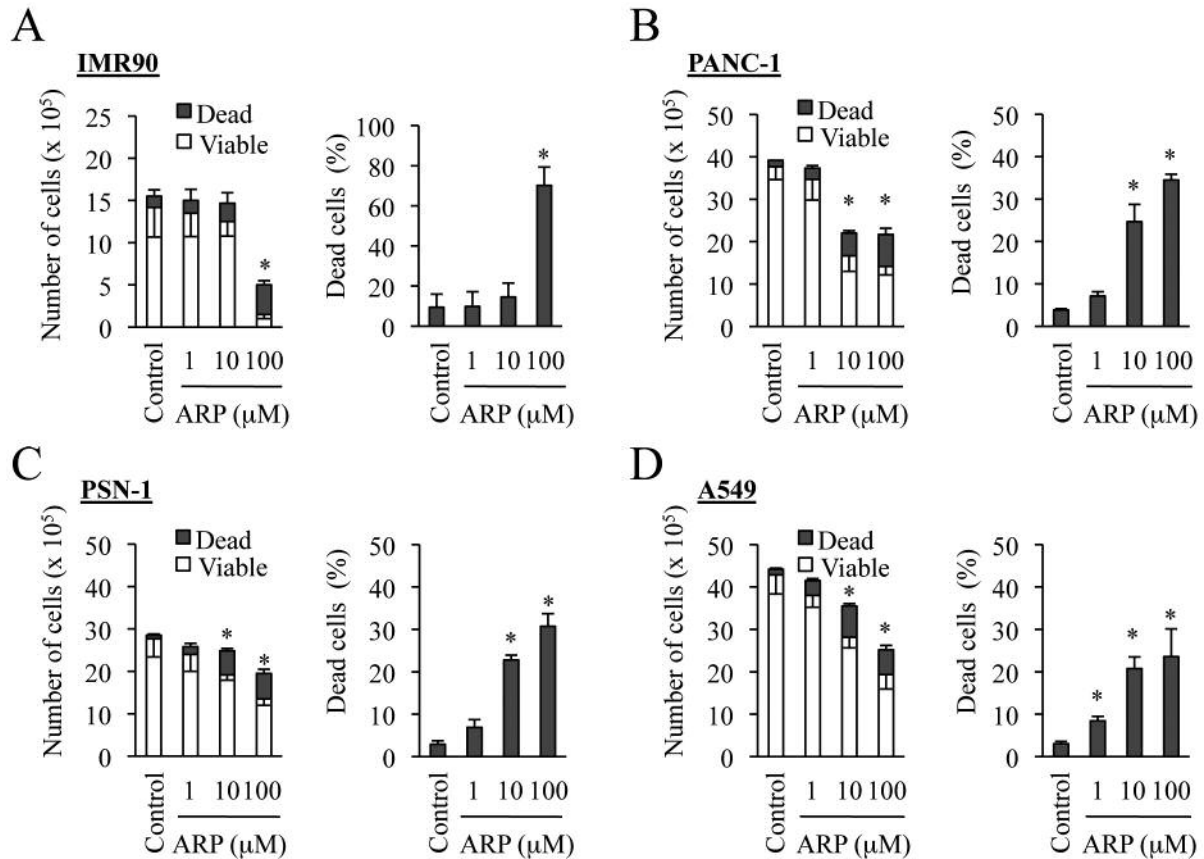 A
IMR90
Number of cells (x 10⁵)
25
20
15
10
5
0
Dead
Viable
*
Control
1 10 100
ARP (μM)
Dead cells (%)
100
80
60
40
20
0
*
Control
1 10 100
ARP (μM)
B
PANC-1
Number of cells (x 10⁵)
50
40
30
20
10
0
Dead
Viable
* *
Control
1 10 100
ARP (μM)
Dead cells (%)
50
40
30
20
10
0
* *
Control
1 10 100
ARP (μM)
C
PSN-1
Number of cells (x 10⁵)
50
40
30
20
10
0
Dead
Viable
* *
Control
1 10 100
ARP (μM)
Dead cells (%)
50
40
30
20
10
0
* *
Control
1 10 100
ARP (μM)
D
A549
Number of cells (x 10⁵)
50
40
30
20
10
0
Dead
Viable
* *
Control
1 10 100
ARP (μM)
Dead cells (%)
50
40
30
20
10
0
* * *
Control
1 10 100
ARP (μM)